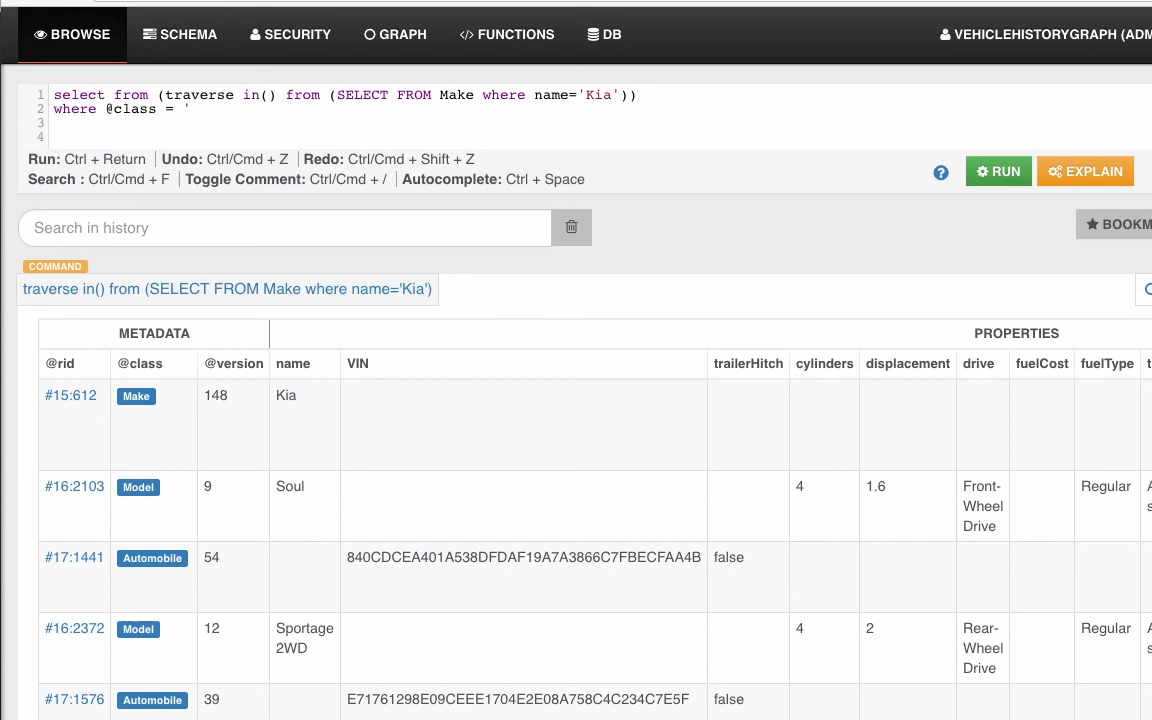 BROWSE SCHEMA SECURITY GRAPH FUNCTIONS DB VEHICLEHISTORYGRAPH (ADM
1 select from (traverse in() from (SELECT FROM Make where name='Kia'))
2 where @class = '
3
4
Run: Ctrl + Return Undo: Ctrl/Cmd + Z Redo: Ctrl/Cmd + Shift + Z
Search : Ctrl/Cmd + F Toggle Comment: Ctrl/Cmd + / Autocomplete: Ctrl + Space
RUN EXPLAIN
Search in history
BOOKM
COMMAND
traverse in() from (SELECT FROM Make where name='Kia')
METADATA PROPERTIES
@rid @class @version name VIN trailerHitch cylinders displacement drive fuelCost fuelType t
#15:612 Make 148 Kia
#16:2103 Model 9 Soul 4 1.6 Front- Regular A
Wheel s
Drive
#17:1441 Automobile 54 840CDCEA401A538DFDAF19A7A3866C7FBECFAA4B false
#16:2372 Model 12 Sportage 4 2 Rear- Regular A
2WD Wheel s
Drive
#17:1576 Automobile 39 E71761298E09CEEE1704E2E08A758C4C234C7E5F false